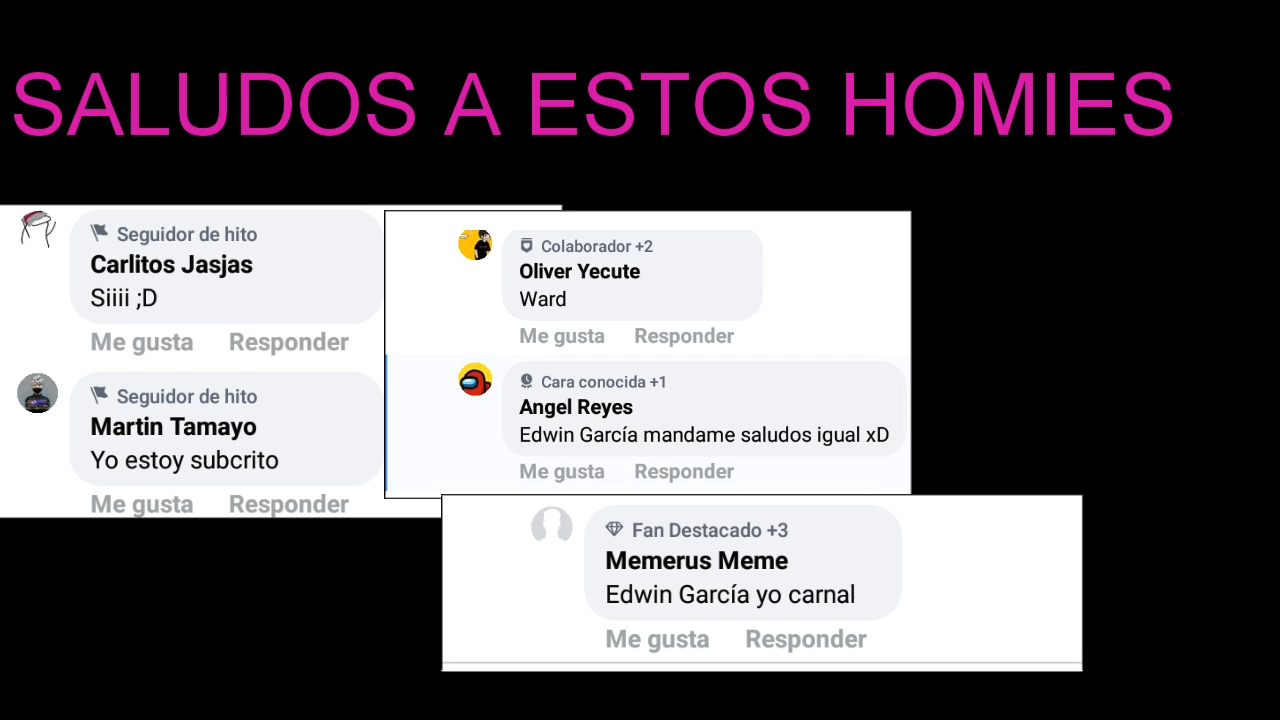 SALUDOS A ESTOS HOMIES
Seguidor de hito
Carlitos Jasjas
Siiii ;D
Me gusta Responder
Seguidor de hito
Martin Tamayo
Yo estoy subcrito
Me gusta Responder
Colaborador +2
Oliver Yecute
Ward
Me gusta Responder
Cara conocida +1
Angel Reyes
Edwin García mandame saludos igual xD
Me gusta Responder
Fan Destacado +3
Memerus Meme
Edwin García yo carnal
Me gusta Responder